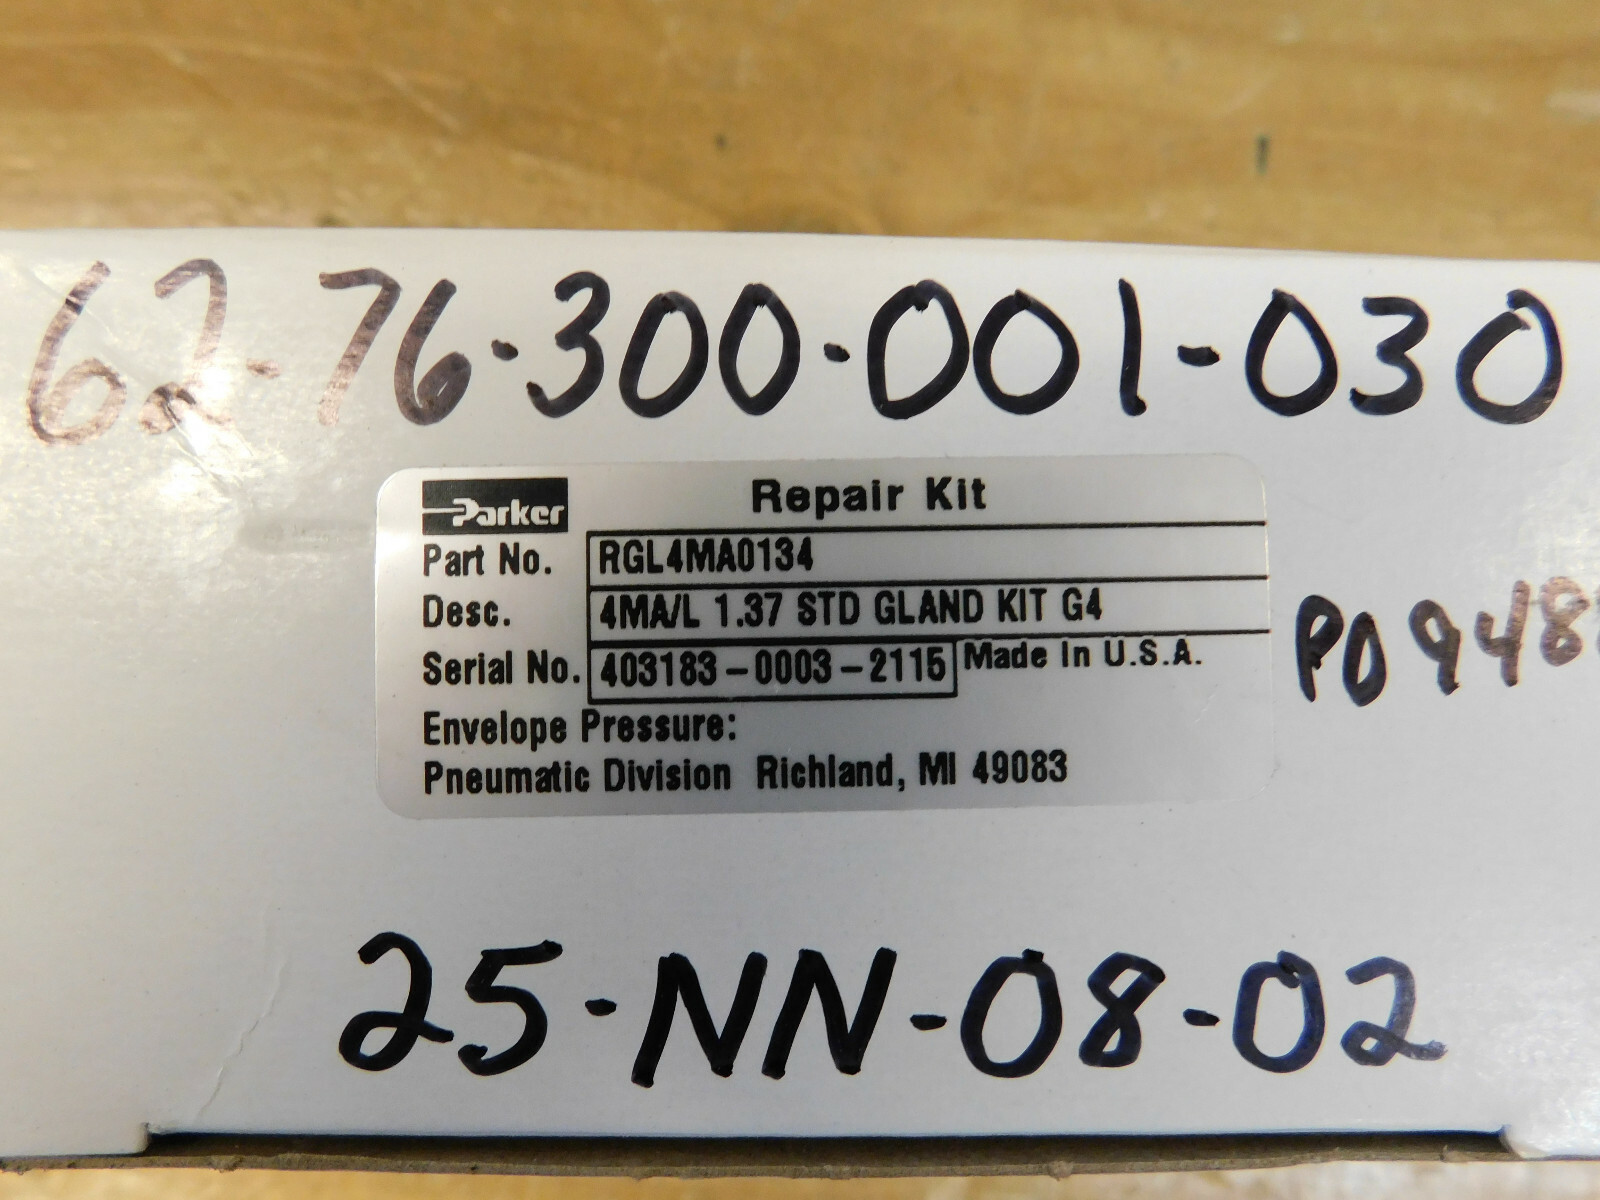 62-76-300-001-030
Parker
Repair Kit
Part No. RGL4MA0134
Desc. 4MA/L 1.37 STD GLAND KIT G4
Serial No. 403183-0003-2115 Made In U.S.A.
Envelope Pressure:
Pneumatic Division Richland, MI 49083
25-NN-08-02